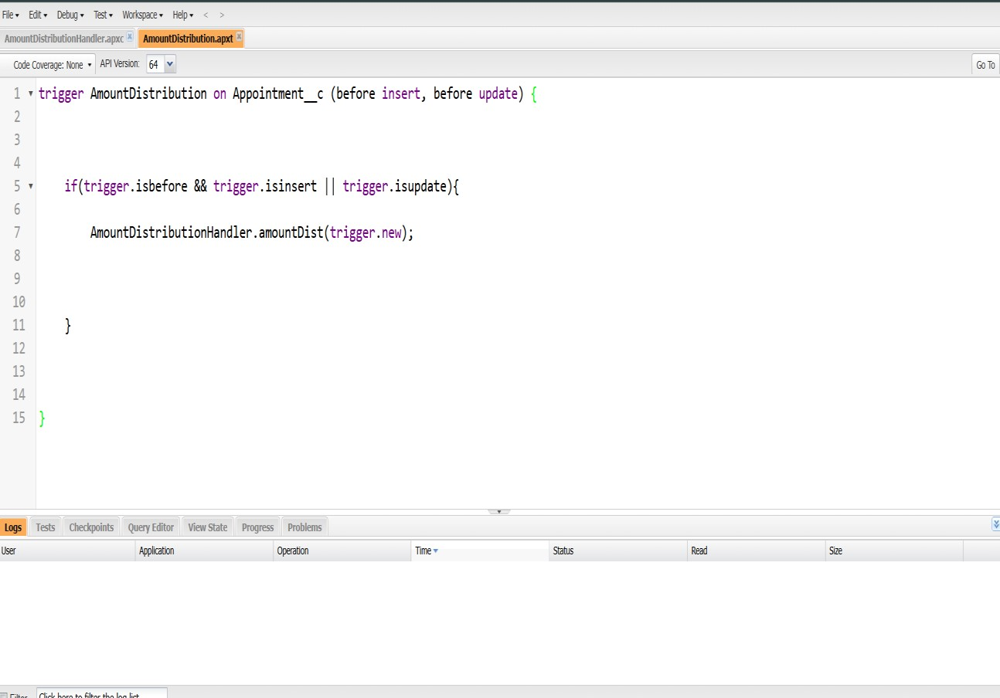 File Edit Debug Test Workspace Help < >
AmountDistributionHandler.apxc AmountDistribution.apxt
Code Coverage: None API Version: 64 Go To
1 trigger AmountDistribution on Appointment__c (before insert, before update) {
2
3
4
5 if(trigger.isbefore && trigger.isinsert || trigger.isupdate){
6
7 AmountDistributionHandler.amountDist(trigger.new);
8
9
10
11 }
12
13
14
15 }
Logs Tests Checkpoints Query Editor View State Progress Problems
User Application Operation Time Status Read Size
Filter Click here to filter the log list